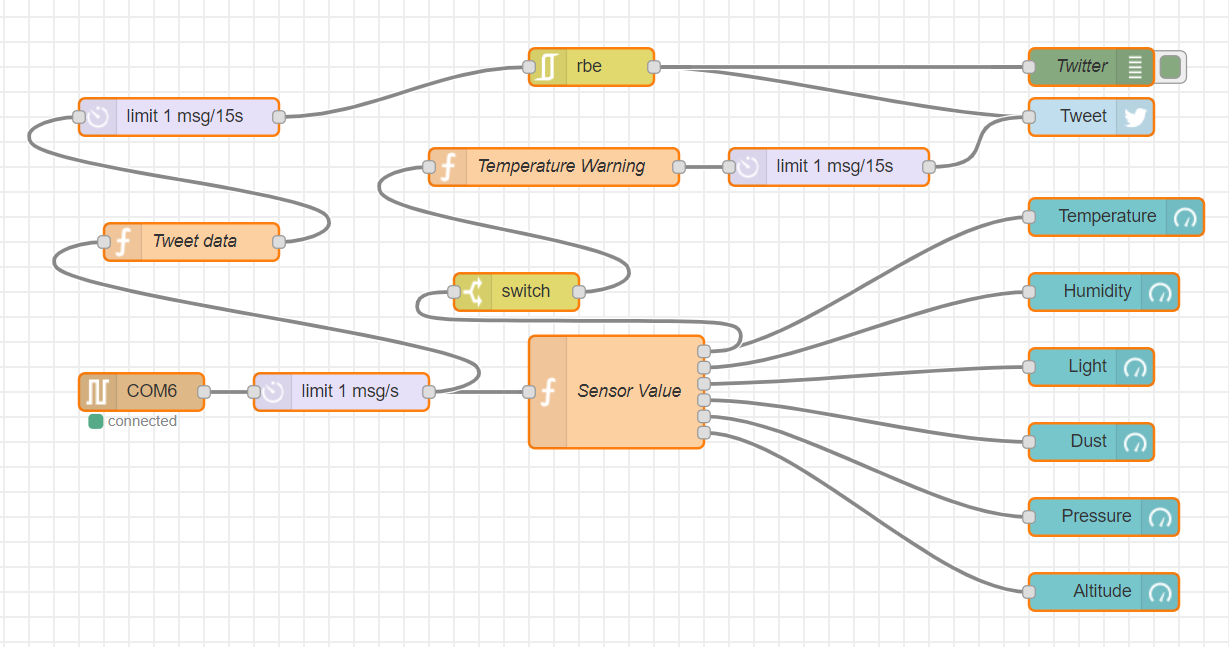 rbe
Twitter
limit 1 msg/15s
Tweet
Temperature Warning
limit 1 msg/15s
Temperature
Tweet data
switch
Humidity
Light
COM6
limit 1 msg/s
Sensor Value
connected
Dust
Pressure
Altitude